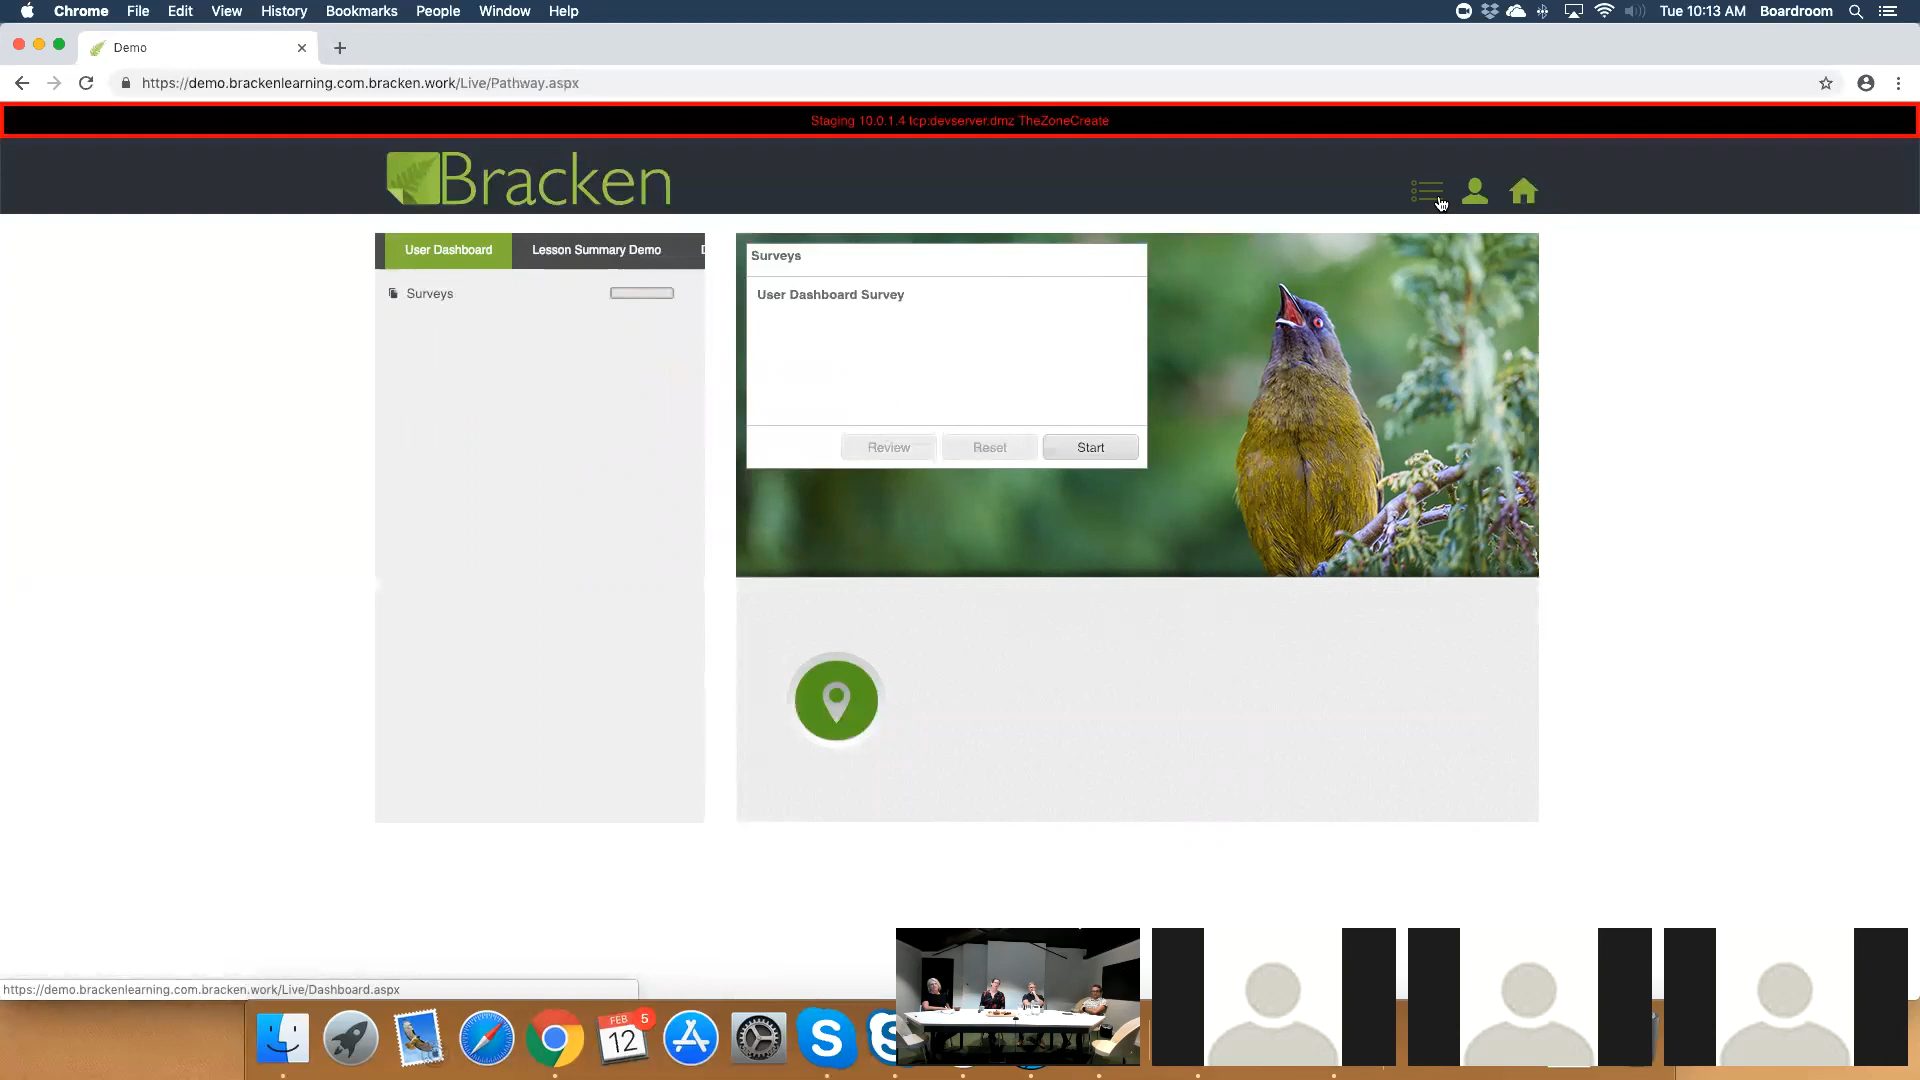 Chrome File Edit View History Bookmarks People Window Help Tue 10:13 AM Boardroom
Demo
https://demo.brackenlearning.com.bracken.work/Live/Pathway.aspx
Staging 10.0.1.4 tcp:devserver.dmz TheZoneCreate
Bracken
User Dashboard Lesson Summary Demo
Surveys
Surveys
User Dashboard Survey
Review Reset Start
https://demo.brackenlearning.com.bracken.work/Live/Dashboard.aspx
FEB 5
12